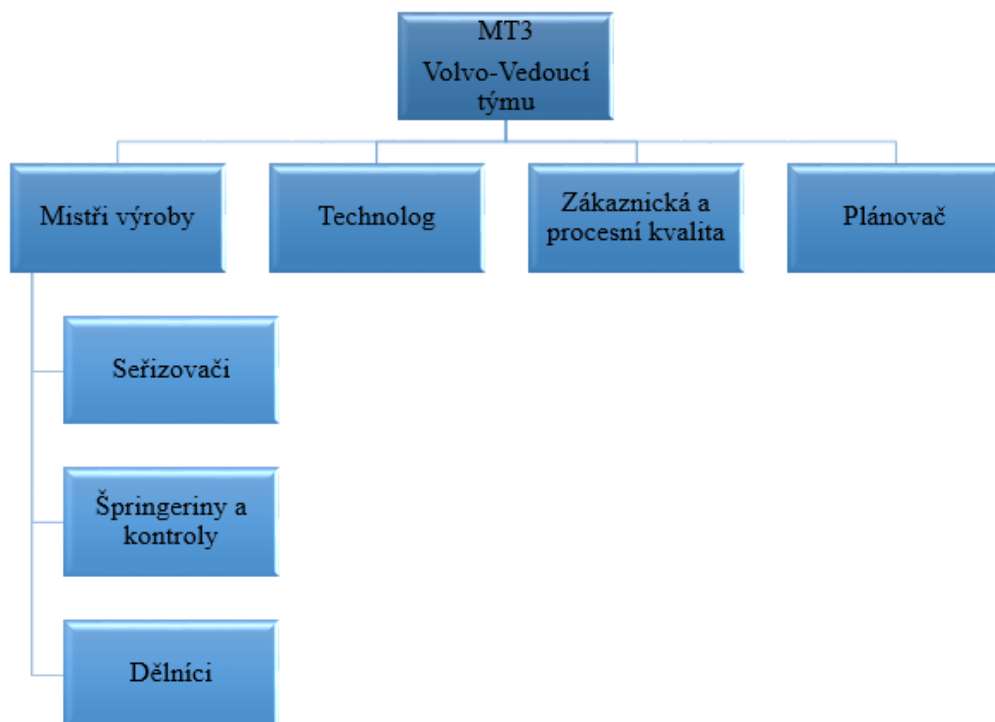 MT3
Volvo-Vedoucí
týmu
Mistři výroby
Technolog
Zákaznická a
procesní kvalita
Plánovač
Seřizovači
Špringeriny a
kontroly
Dělníci